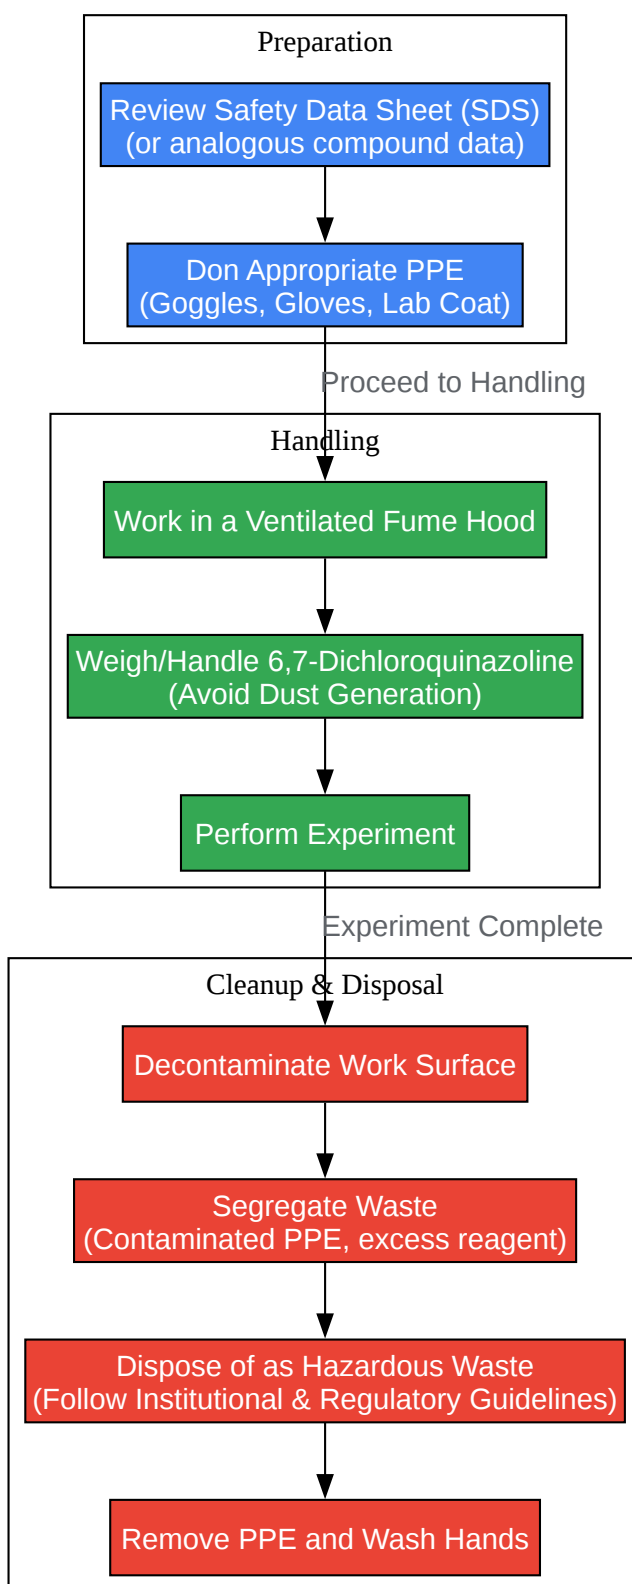 Preparation
Review Safety Data Sheet (SDS)
(or analogous compound data)
Don Appropriate PPE
(Goggles, Gloves, Lab Coat)
Proceed to Handling
Handling
Work in a Ventilated Fume Hood
Weigh/Handle 6,7-Dichloroquinazoline
(Avoid Dust Generation)
Perform Experiment
Experiment Complete
Cleanup & Disposal
Decontaminate Work Surface
Segregate Waste
(Contaminated PPE, excess reagent)
Dispose of as Hazardous Waste
(Follow Institutional & Regulatory Guidelines)
Remove PPE and Wash Hands